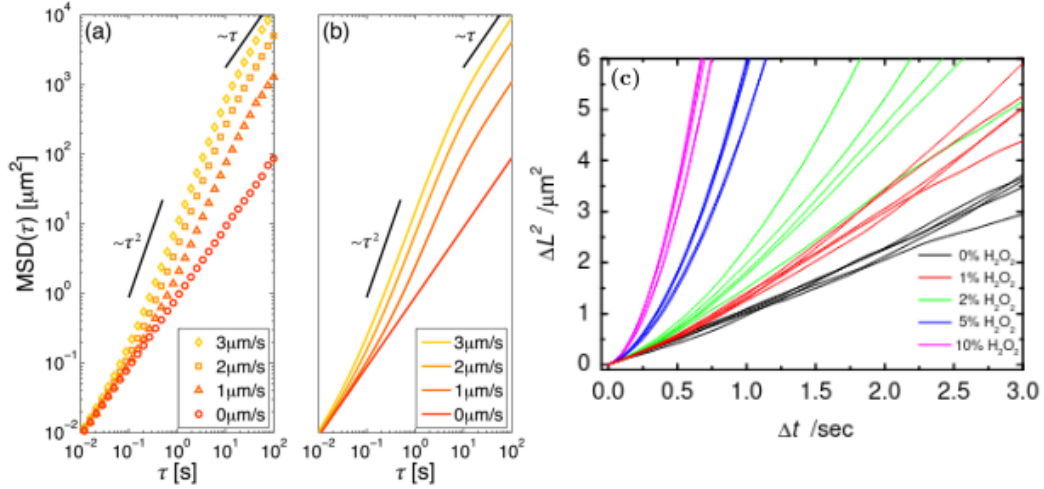 (a)
MSD(τ) [μm²]
10⁴
10³
10²
10¹
10⁰
10⁻¹
10⁻²
~τ
~τ²
3μm/s
2μm/s
1μm/s
0μm/s
10⁻² 10⁻¹ 10⁰ 10¹ 10²
τ [s]
(b)
~τ
~τ²
3μm/s
2μm/s
1μm/s
0μm/s
10⁻² 10⁻¹ 10⁰ 10¹ 10²
τ [s]
(c)
ΔL² /μm²
6
5
4
3
2
1
0
0% H₂O₂
1% H₂O₂
2% H₂O₂
5% H₂O₂
10% H₂O₂
0.0 0.5 1.0 1.5 2.0 2.5 3.0
Δt /sec